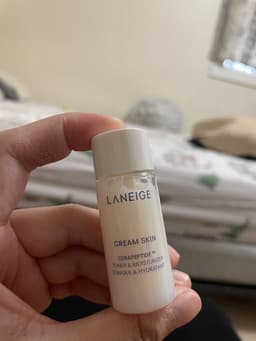 LANEIGE
CREAM SKIN
CERAPEPTIDE™
TONER & MOISTURIZER
TONIQUE & HYDRATANT